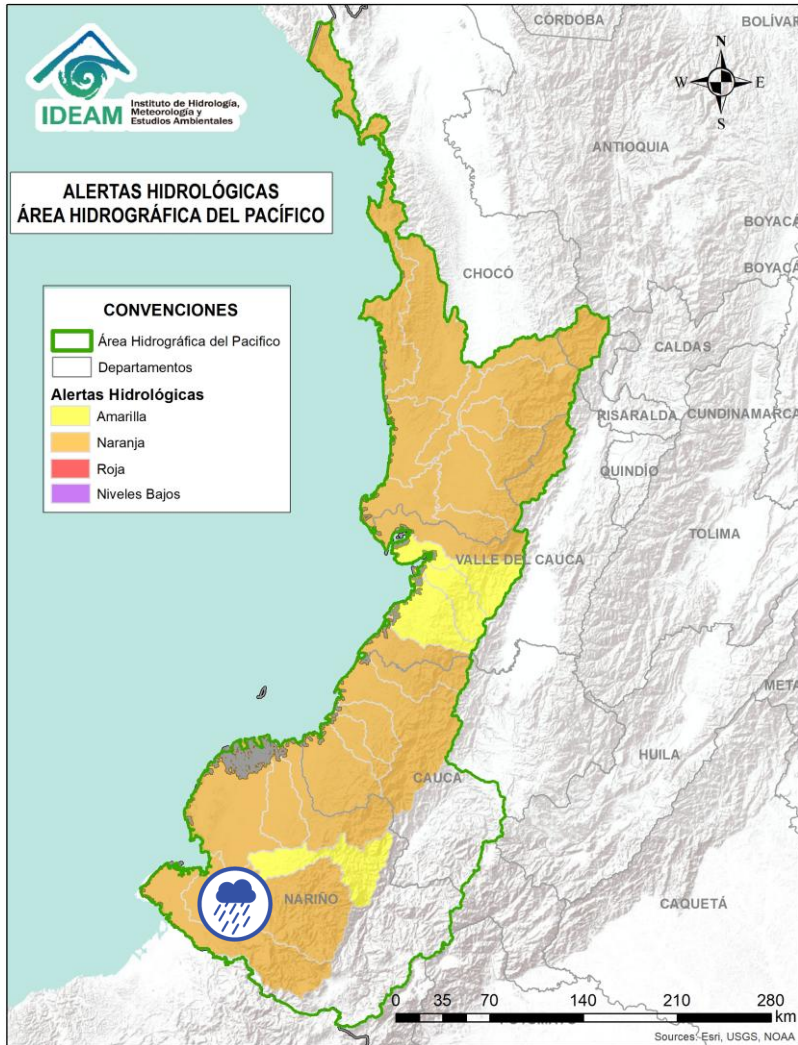 CÓRDOBA
BOLÍVAR
N
W
E
S
IDEAM
Instituto de Hidrología,
Meteorología y
Estudios Ambientales
ANTIOQUIA
ALERTAS HIDROLÓGICAS
ÁREA HIDROGRÁFICA DEL PACÍFICO
BOYACÁ
BOYACÁ
CHOCÓ
CONVENCIONES
Área Hidrográfica del Pacifico
Departamentos
Alertas Hidrológicas
Amarilla
Naranja
Roja
Niveles Bajos
CALDAS
RISARALDA
CUNDINAMARCA
QUINDÍO
TOLIMA
VALLE DEL CAUCA
META
HUILA
CAUCA
NARIÑO
CAQUETÁ
0 35 70 140 210 280
km
Sources: Esri, USGS, NOAA